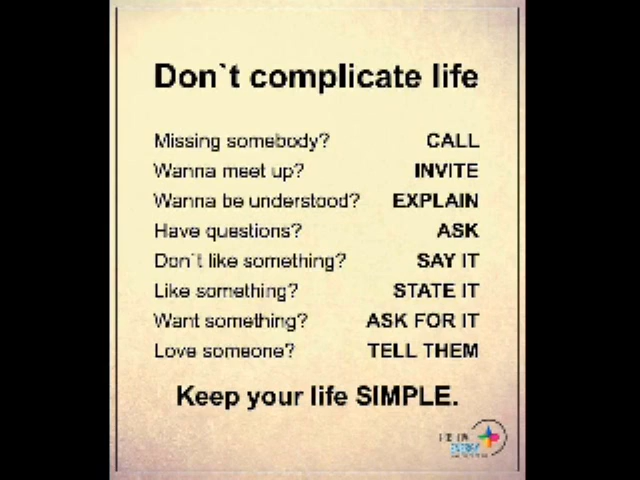 Don`t complicate life
Missing somebody? CALL
Wanna meet up? INVITE
Wanna be understood? EXPLAIN
Have questions? ASK
Don`t like something? SAY IT
Like something? STATE IT
Want something? ASK FOR IT
Love someone? TELL THEM
Keep your life SIMPLE.
ENERGY